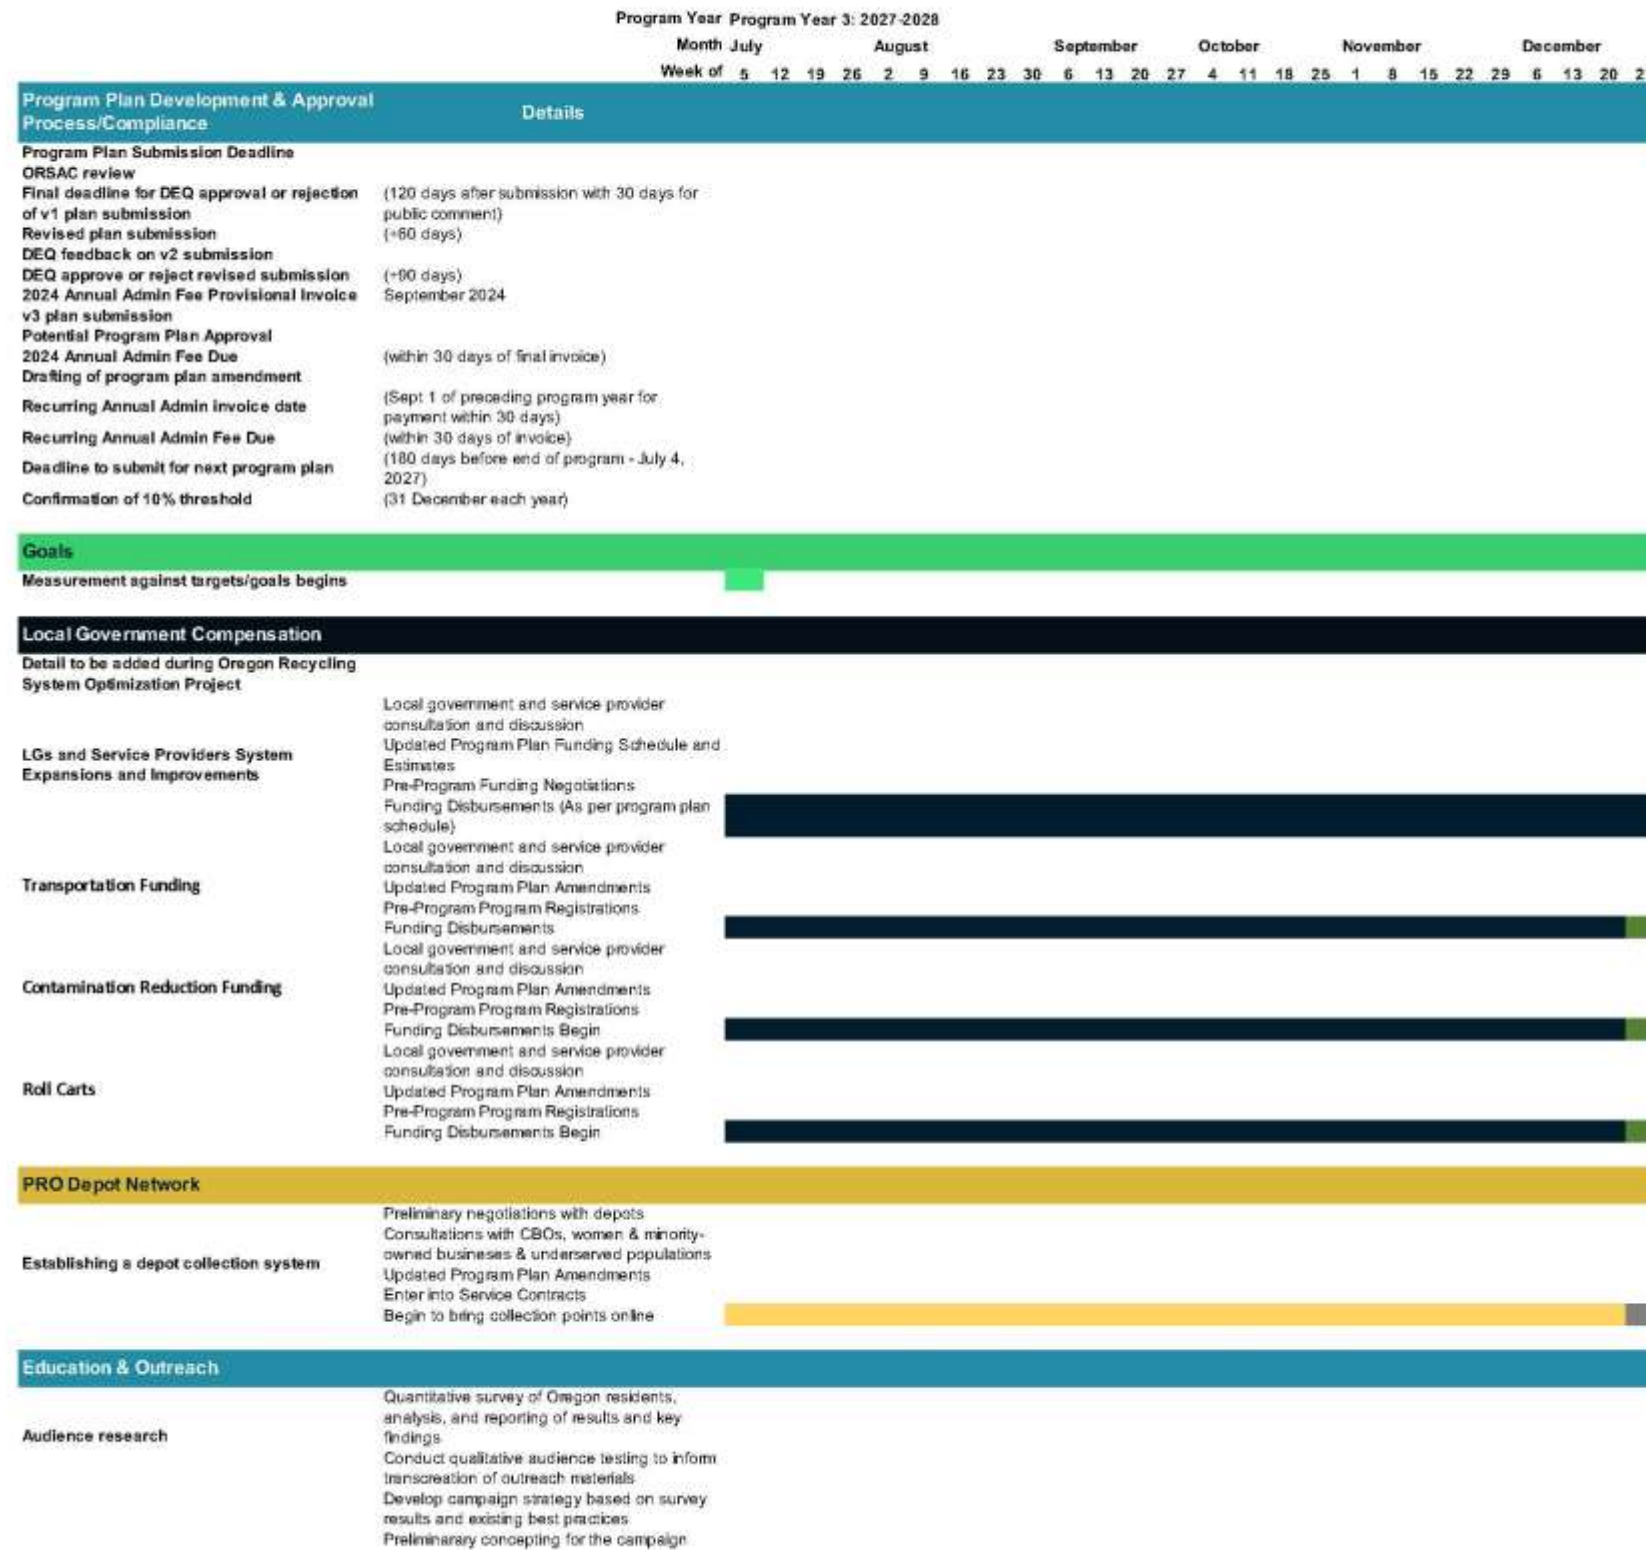 Program Year Program Year 3: 2027-2028
Month July August September October November December
Week of 5 12 19 26 2 9 16 23 30 6 13 20 27 4 11 18 25 1 8 15 22 29 6 13 20
Program Plan Development & Approval
Process/Compliance
Details
Program Plan Submission Deadline
ORSAC review
Final deadline for DEQ approval or rejection
of v1 plan submission
(120 days after submission with 30 days for
public comment)
Revised plan submission (+60 days)
DEQ feedback on v2 submission
DEQ approve or reject revised submission (+90 days)
2024 Annual Admin Fee Provisional Invoice September 2024
v3 plan submission
Potential Program Plan Approval
2024 Annual Admin Fee Due (within 30 days of final invoice)
Drafting of program plan amendment
Recurring Annual Admin invoice date
(Sept 1 of preceding program year for
payment within 30 days)
Recurring Annual Admin Fee Due (within 30 days of invoice)
Deadline to submit for next program plan
(180 days before end of program - July 4,
2027)
Confirmation of 10% threshold (31 December each year)
Goals
Measurement against targets/goals begins
Local Government Compensation
Detail to be added during Oregon Recycling
System Optimization Project
LGs and Service Providers System
Expansions and Improvements
Local government and service provider
consultation and discussion
Updated Program Plan Funding Schedule and
Estimates
Pre-Program Funding Negotiations
Funding Disbursements (As per program plan
schedule)
Transportation Funding
Local government and service provider
consultation and discussion
Updated Program Plan Amendments
Pre-Program Program Registrations
Funding Disbursements
Contamination Reduction Funding
Local government and service provider
consultation and discussion
Updated Program Plan Amendments
Pre-Program Program Registrations
Funding Disbursements Begin
Roll Carts
Local government and service provider
consultation and discussion
Updated Program Plan Amendments
Pre-Program Program Registrations
Funding Disbursements Begin
PRO Depot Network
Establishing a depot collection system
Preliminary negotiations with depots
Consultations with CBOs, women & minority-
owned busineses & underserved populations
Updated Program Plan Amendments
Enter into Service Contracts
Begin to bring collection points online
Education & Outreach
Audience research
Quantitative survey of Oregon residents,
analysis, and reporting of results and key
findings
Conduct qualitative audience testing to inform
transcreation of outreach materials
Develop campaign strategy based on survey
results and existing best practices
Preliminarary concepting for the campaign